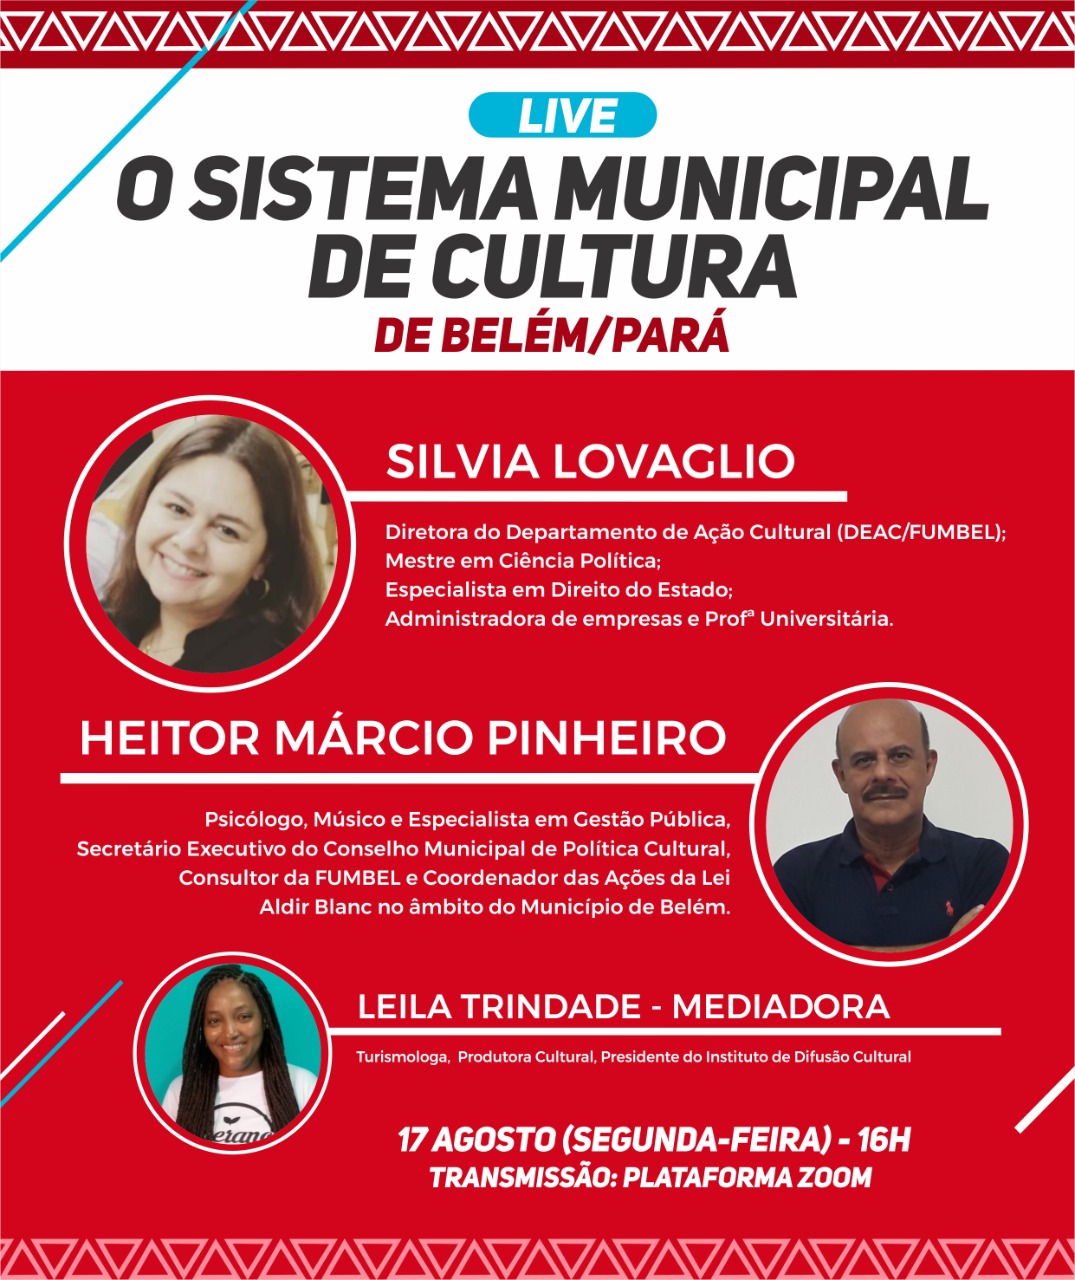 LIVE
O SISTEMA MUNICIPAL
DE CULTURA
DE BELÉM/PARÁ
SILVIA LOVAGLIO
Diretora do Departamento de Ação Cultural (DEAC/FUMBEL);
Mestre em Ciência Política;
Especialista em Direito do Estado;
Administradora de empresas e Profª Universitária.
HEITOR MÁRCIO PINHEIRO
Psicólogo, Músico e Especialista em Gestão Pública,
Secretário Executivo do Conselho Municipal de Política Cultural,
Consultor da FUMBEL e Coordenador das Ações da Lei
Aldir Blanc no âmbito do Município de Belém.
LEILA TRINDADE - MEDIADORA
Turismologa, Produtora Cultural, Presidente do Instituto de Difusão Cultural
17 AGOSTO (SEGUNDA-FEIRA) - 16H
TRANSMISSÃO: PLATAFORMA ZOOM